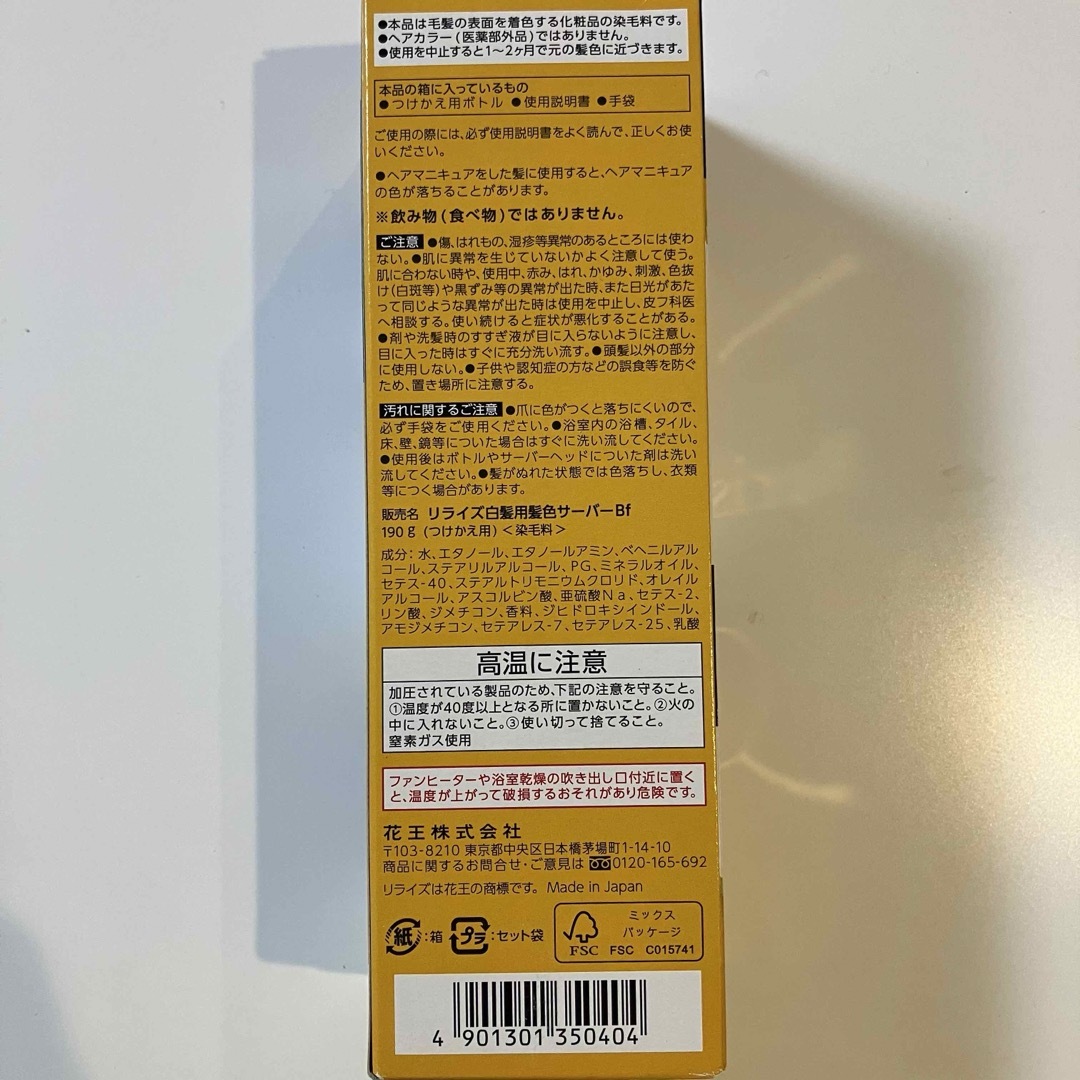 ●本品は毛髪の表面を着色する化粧品の染毛料です。
●ヘアカラー(医薬部外品)ではありません。
●使用を中止すると1～2ヶ月で元の髪色に近づきます。
本品の箱に入っているもの
●つけかえ用ボトル ●使用説明書 ●手袋
ご使用の際には、必ず使用説明書をよく読んで、正しくお使
いください。
●ヘアマニキュアをした髪に使用すると、ヘアマニキュア
の色が落ちることがあります。
※飲み物(食べ物)ではありません。
ご注意 ●傷、はれもの、湿疹等異常のあるところには使わ
ない。●肌に異常を生じていないかよく注意して使う。
肌に合わない時や、使用中、赤み、はれ、かゆみ、刺激、色抜
け(白斑等)や黒ずみ等の異常が出た時、また日光があた
って同じような異常が出た時は使用を中止し、皮フ科医
へ相談する。使い続けると症状が悪化することがある。
●剤や洗髪時のすすぎ液が目に入らないように注意し、
目に入った時はすぐに充分洗い流す。●頭髪以外の部分
に使用しない。●子供や認知症の方などの誤食等を防ぐ
ため、置き場所に注意する。
汚れに関するご注意 ●爪に色がつくと落ちにくいので、
必ず手袋をご使用ください。●浴室内の浴槽、タイル、
床、壁、鏡等についた場合はすぐに洗い流してください。
●使用後はボトルやサーバーヘッドについた剤は洗い
流してください。●髪がぬれた状態では色落ちし、衣類
等につく場合があります。
販売名 リライズ白髪用髪色サーバーBf
190g(つけかえ用)＜染毛料＞
成分：水、エタノール、エタノールアミン、ベヘニルアル
コール、ステアリルアルコール、PG、ミネラルオイル、
セテス-40、ステアルトリモニウムクロリド、オレイル
アルコール、アスコルビン酸、亜硫酸Na、セテス-2、
リン酸、ジメチコン、香料、ジヒドロキシインドール、
アモジメチコン、セテアレス-7、セテアレス-25、乳酸
高温に注意
加圧されている製品のため、下記の注意を守ること。
①温度が40度以上となる所に置かないこと。②火の
中に入れないこと。③使い切って捨てること。
窒素ガス使用
ファンヒーターや浴室乾燥の吹き出し口付近に置く
と、温度が上がって破損するおそれがあり危険です。
花王株式会社
〒103-8210 東京都中央区日本橋茅場町1-14-10
商品に関するお問合せ・ご意見は 0120-165-692
リライズは花王の商標です。 Made in Japan
紙：箱 プラ：セット袋
ミックス
パッケージ
FSC FSC C015741
4 901301 350404